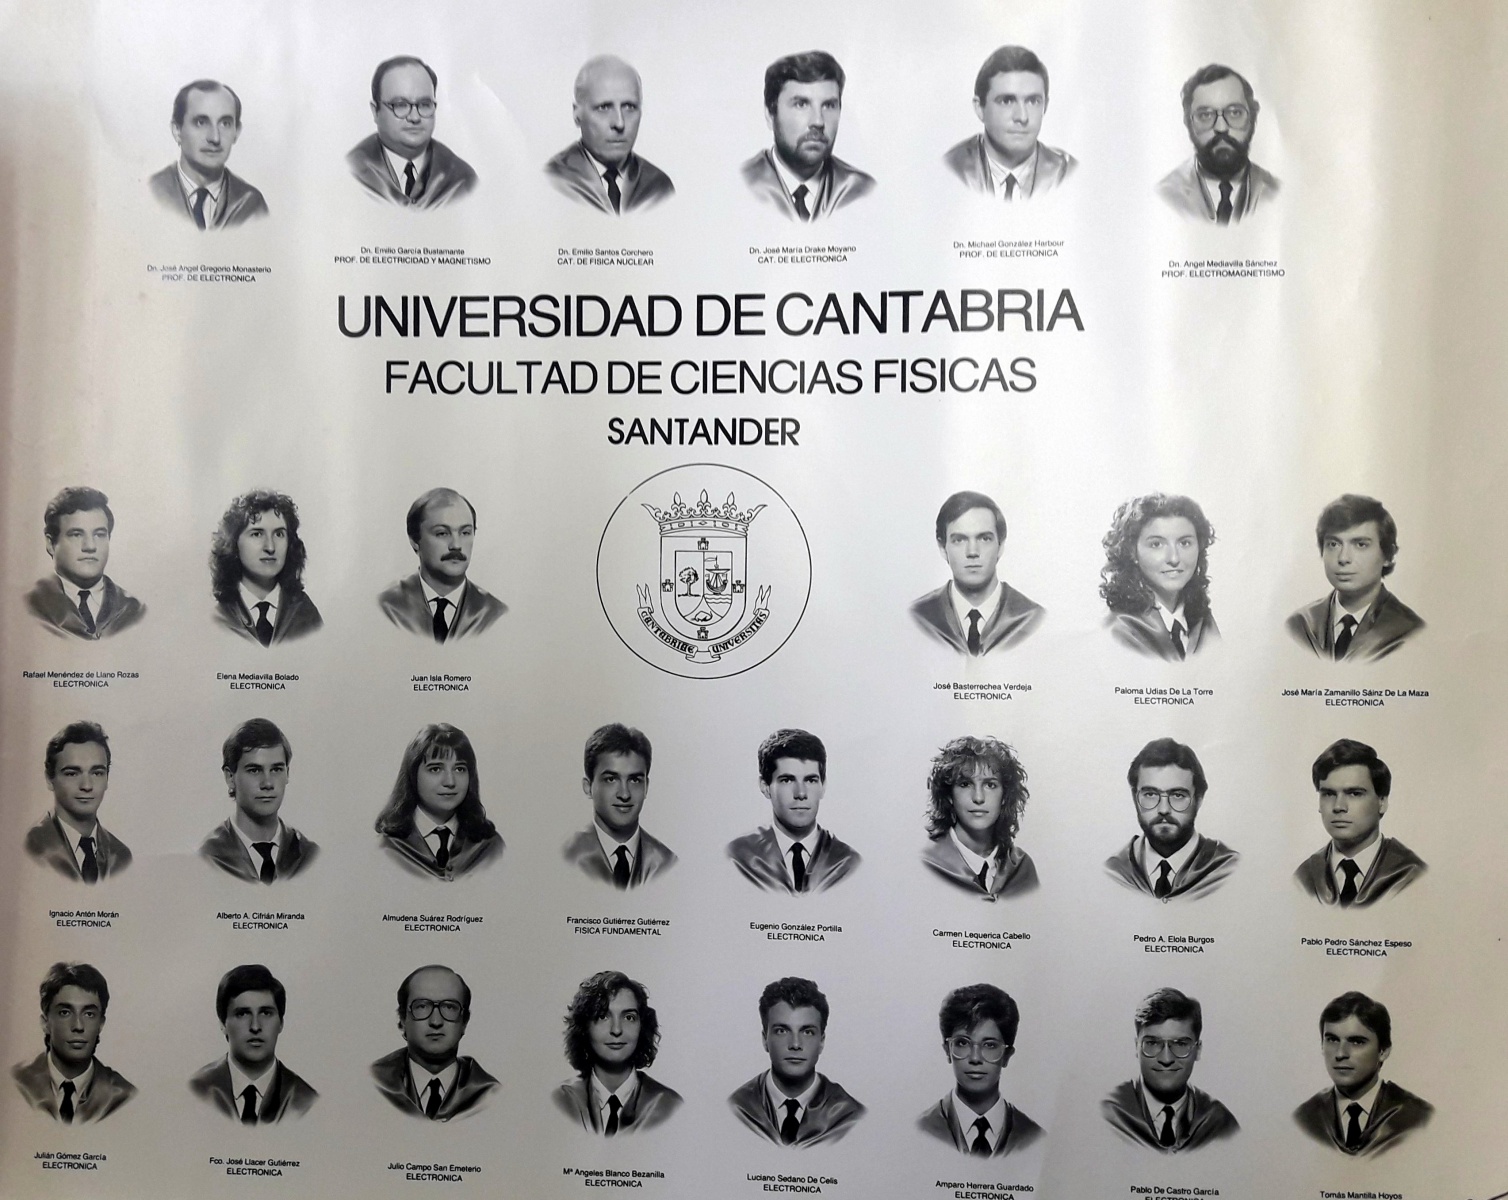 Dn. José Angel Gregorio Monasterio
PROF. DE ELECTRONICA
Dn. Emilio García Bustamante
PROF. DE ELECTRICIDAD Y MAGNETISMO
Dn. Emilio Santos Corchero
CAT. DE FISICA NUCLEAR
Dn. José María Drake Moyano
CAT. DE ELECTRONICA
Dn. Michael González Harbour
PROF. DE ELECTRONICA
Dn. Angel Mediavilla Sánchez
PROF. ELECTROMAGNETISMO
UNIVERSIDAD DE CANTABRIA
FACULTAD DE CIENCIAS FISICAS
SANTANDER
CANTABRIAE UNIVERSITAS
Rafael Menéndez de Llano Rozas
ELECTRONICA
Elena Mediavilla Bolado
ELECTRONICA
Juan Isla Romero
ELECTRONICA
José Basterrechea Verdeja
ELECTRONICA
Paloma Udias De La Torre
ELECTRONICA
José María Zamanillo Sáinz De La Maza
ELECTRONICA
Ignacio Antón Morán
ELECTRONICA
Alberto A. Cifrián Miranda
ELECTRONICA
Almudena Suárez Rodríguez
ELECTRONICA
Francisco Gutiérrez Gutiérrez
FISICA FUNDAMENTAL
Eugenio González Portilla
ELECTRONICA
Carmen Lequerica Cabello
ELECTRONICA
Pedro A. Elola Burgos
ELECTRONICA
Pablo Pedro Sánchez Espeso
ELECTRONICA
Julián Gómez García
ELECTRONICA
Fco. José Llacer Gutiérrez
ELECTRONICA
Julio Campo San Emeterio
ELECTRONICA
Mª Angeles Blanco Bezanilla
ELECTRONICA
Luciano Sedano De Celis
ELECTRONICA
Amparo Herrera Guardado
ELECTRONICA
Pablo De Castro García
ELECTRONICA
Tomás Mantilla Hoyos